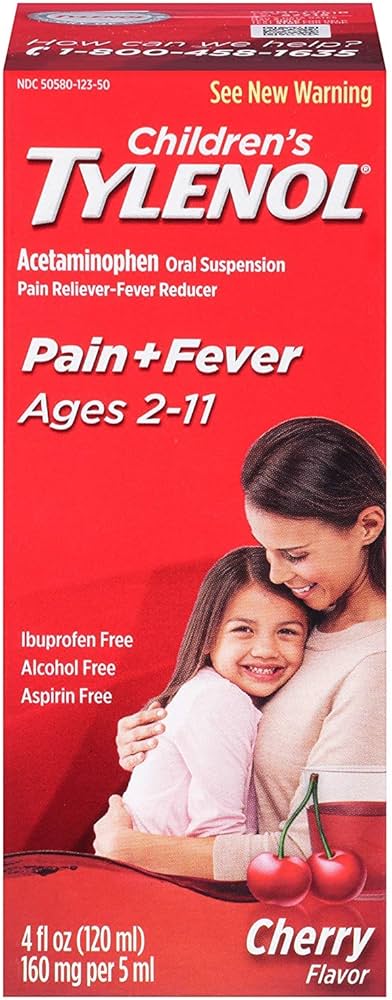 How can we help?
1-800-458-1635
NDC 50580-123-50
See New Warning
Children's
TYLENOL®
Acetaminophen Oral Suspension
Pain Reliever-Fever Reducer
Pain+Fever
Ages 2-11
Ibuprofen Free
Alcohol Free
Aspirin Free
4 fl oz (120 ml)
160 mg per 5 ml
Cherry
Flavor